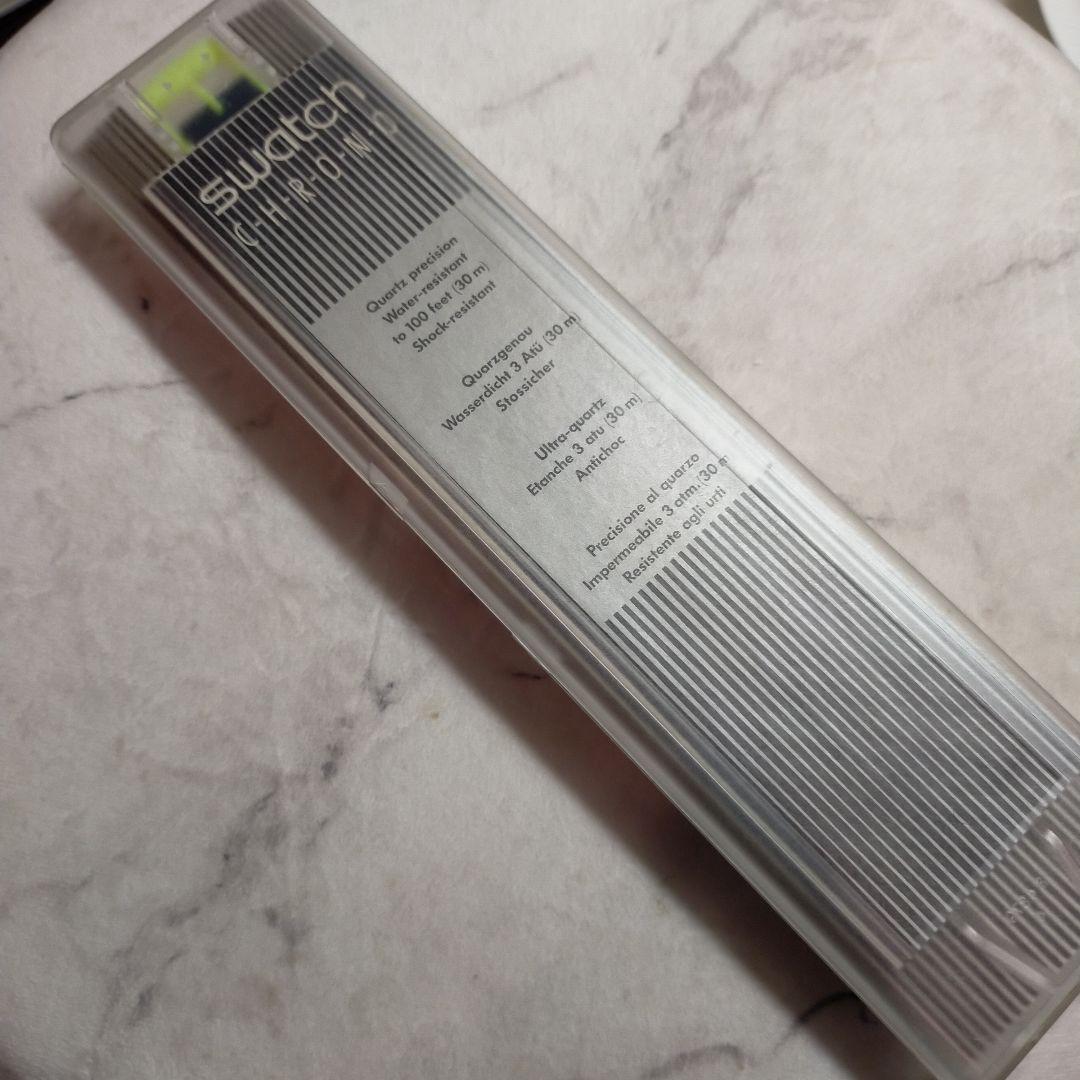 swatch
C·H·R·O·N·O
Quartz precision
Water-resistant
to 100 feet (30 m)
Shock-resistant
Quarzgenau
Wasserdicht 3 Atü (30 m)
Stossicher
Ultra-quartz
Etanche 3 atu (30 m)
Antichoc
Precisione al quarzo
Impermeabile 3 atm. (30 m
Resistente agli urti